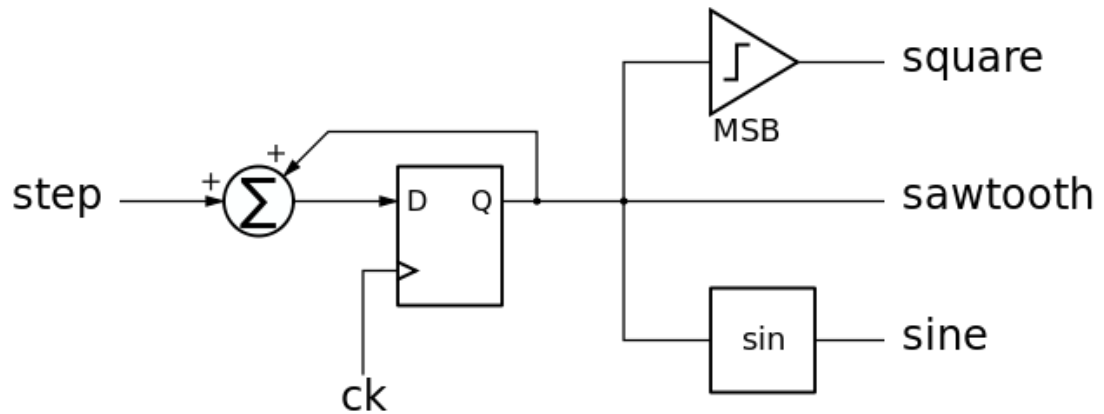 square
MSB
+
+
step
Σ
D Q
sawtooth
sin
sine
ck